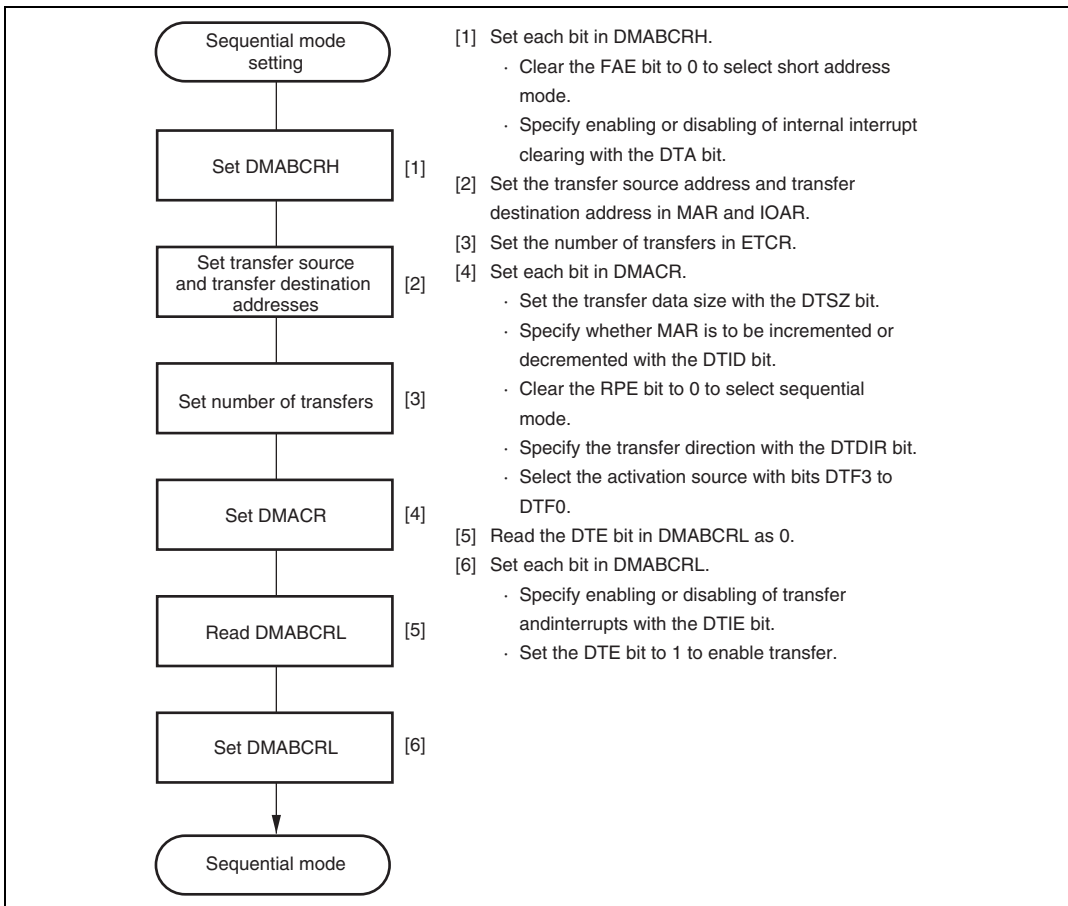 Sequential mode
setting
Set DMABCRH
[1]
Set transfer source
and transfer destination
addresses
[2]
Set number of transfers
[3]
Set DMACR
[4]
Read DMABCRL
[5]
Set DMABCRL
[6]
Sequential mode
[1] Set each bit in DMABCRH.
· Clear the FAE bit to 0 to select short address
mode.
· Specify enabling or disabling of internal interrupt
clearing with the DTA bit.
[2] Set the transfer source address and transfer
destination address in MAR and IOAR.
[3] Set the number of transfers in ETCR.
[4] Set each bit in DMACR.
· Set the transfer data size with the DTSZ bit.
· Specify whether MAR is to be incremented or
decremented with the DTID bit.
· Clear the RPE bit to 0 to select sequential
mode.
· Specify the transfer direction with the DTDIR bit.
· Select the activation source with bits DTF3 to
DTF0.
[5] Read the DTE bit in DMABCRL as 0.
[6] Set each bit in DMABCRL.
· Specify enabling or disabling of transfer
andinterrupts with the DTIE bit.
· Set the DTE bit to 1 to enable transfer.